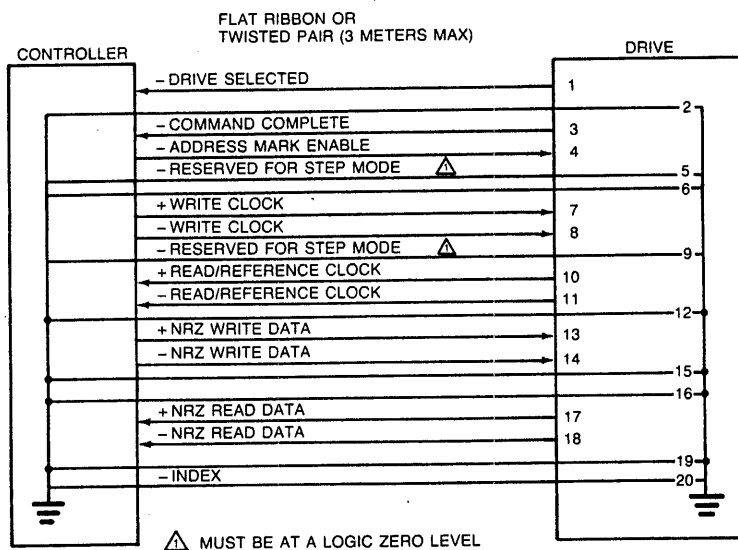 FLAT RIBBON OR
TWISTED PAIR (3 METERS MAX)
CONTROLLER
DRIVE
- DRIVE SELECTED
1
2
- COMMAND COMPLETE
3
- ADDRESS MARK ENABLE
4
- RESERVED FOR STEP MODE 1
5
6
+ WRITE CLOCK
7
- WRITE CLOCK
8
- RESERVED FOR STEP MODE 1
9
+ READ/REFERENCE CLOCK
10
- READ/REFERENCE CLOCK
11
12
+ NRZ WRITE DATA
13
- NRZ WRITE DATA
14
15
16
+ NRZ READ DATA
17
- NRZ READ DATA
18
19
- INDEX
20
1 MUST BE AT A LOGIC ZERO LEVEL